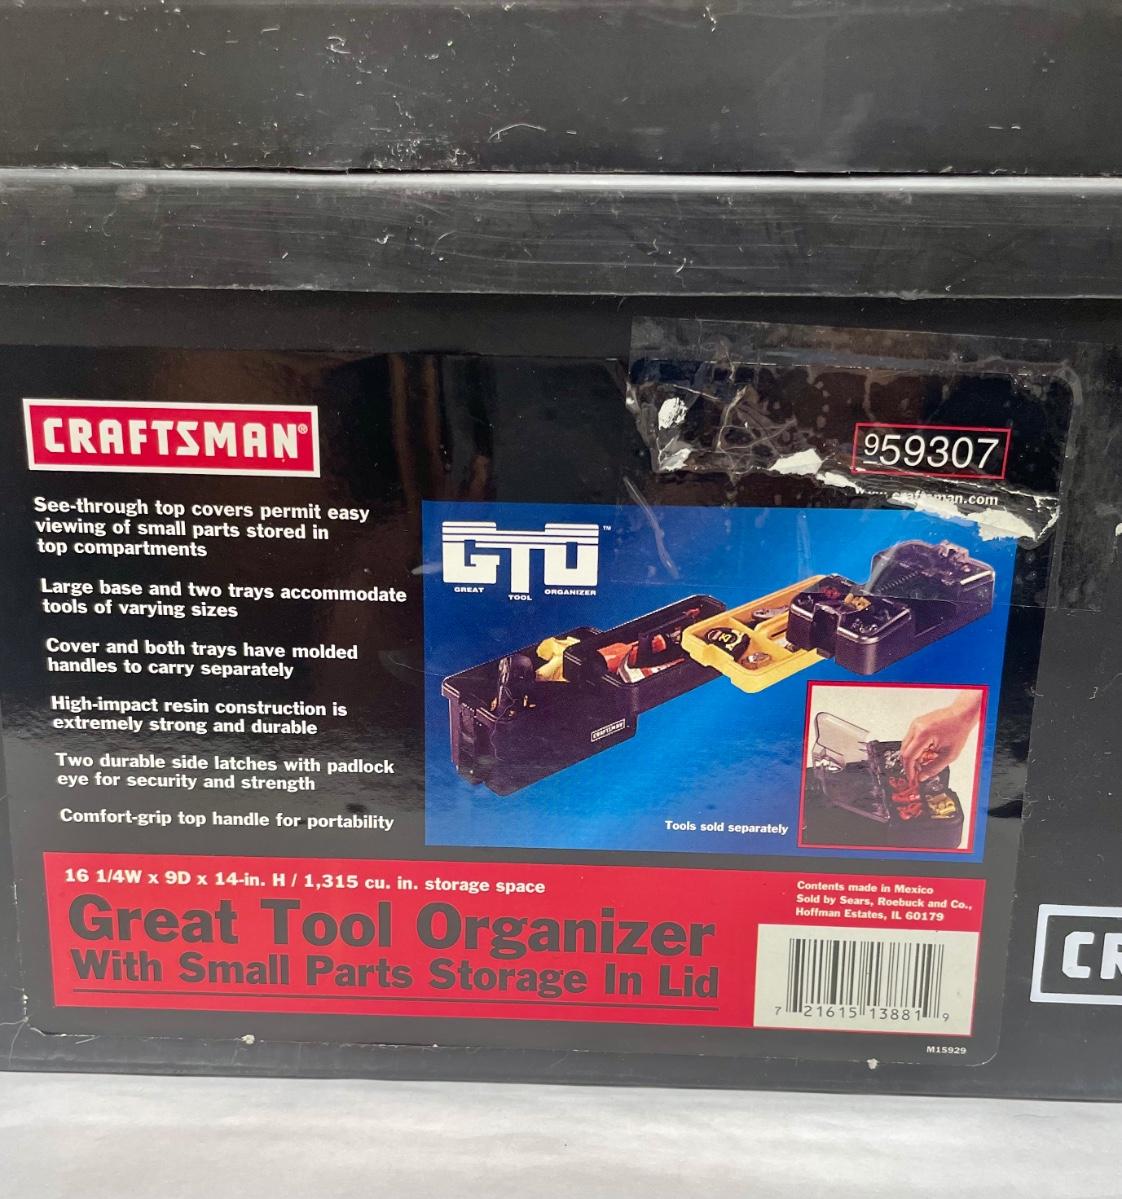 CRAFTSMAN®
959307
craftsman.com
See-through top covers permit easy
viewing of small parts stored in
top compartments
Large base and two trays accommodate
tools of varying sizes
Cover and both trays have molded
handles to carry separately
High-impact resin construction is
extremely strong and durable
Two durable side latches with padlock
eye for security and strength
Comfort-grip top handle for portability
GTO™
GREAT TOOL ORGANIZER
CRAFTSMAN
Tools sold separately
16 1/4W x 9D x 14-in. H / 1,315 cu. in. storage space
Great Tool Organizer
With Small Parts Storage In Lid
Contents made in Mexico
Sold by Sears, Roebuck and Co.,
Hoffman Estates, IL 60179
7 21615 13881 9
M15929
CR